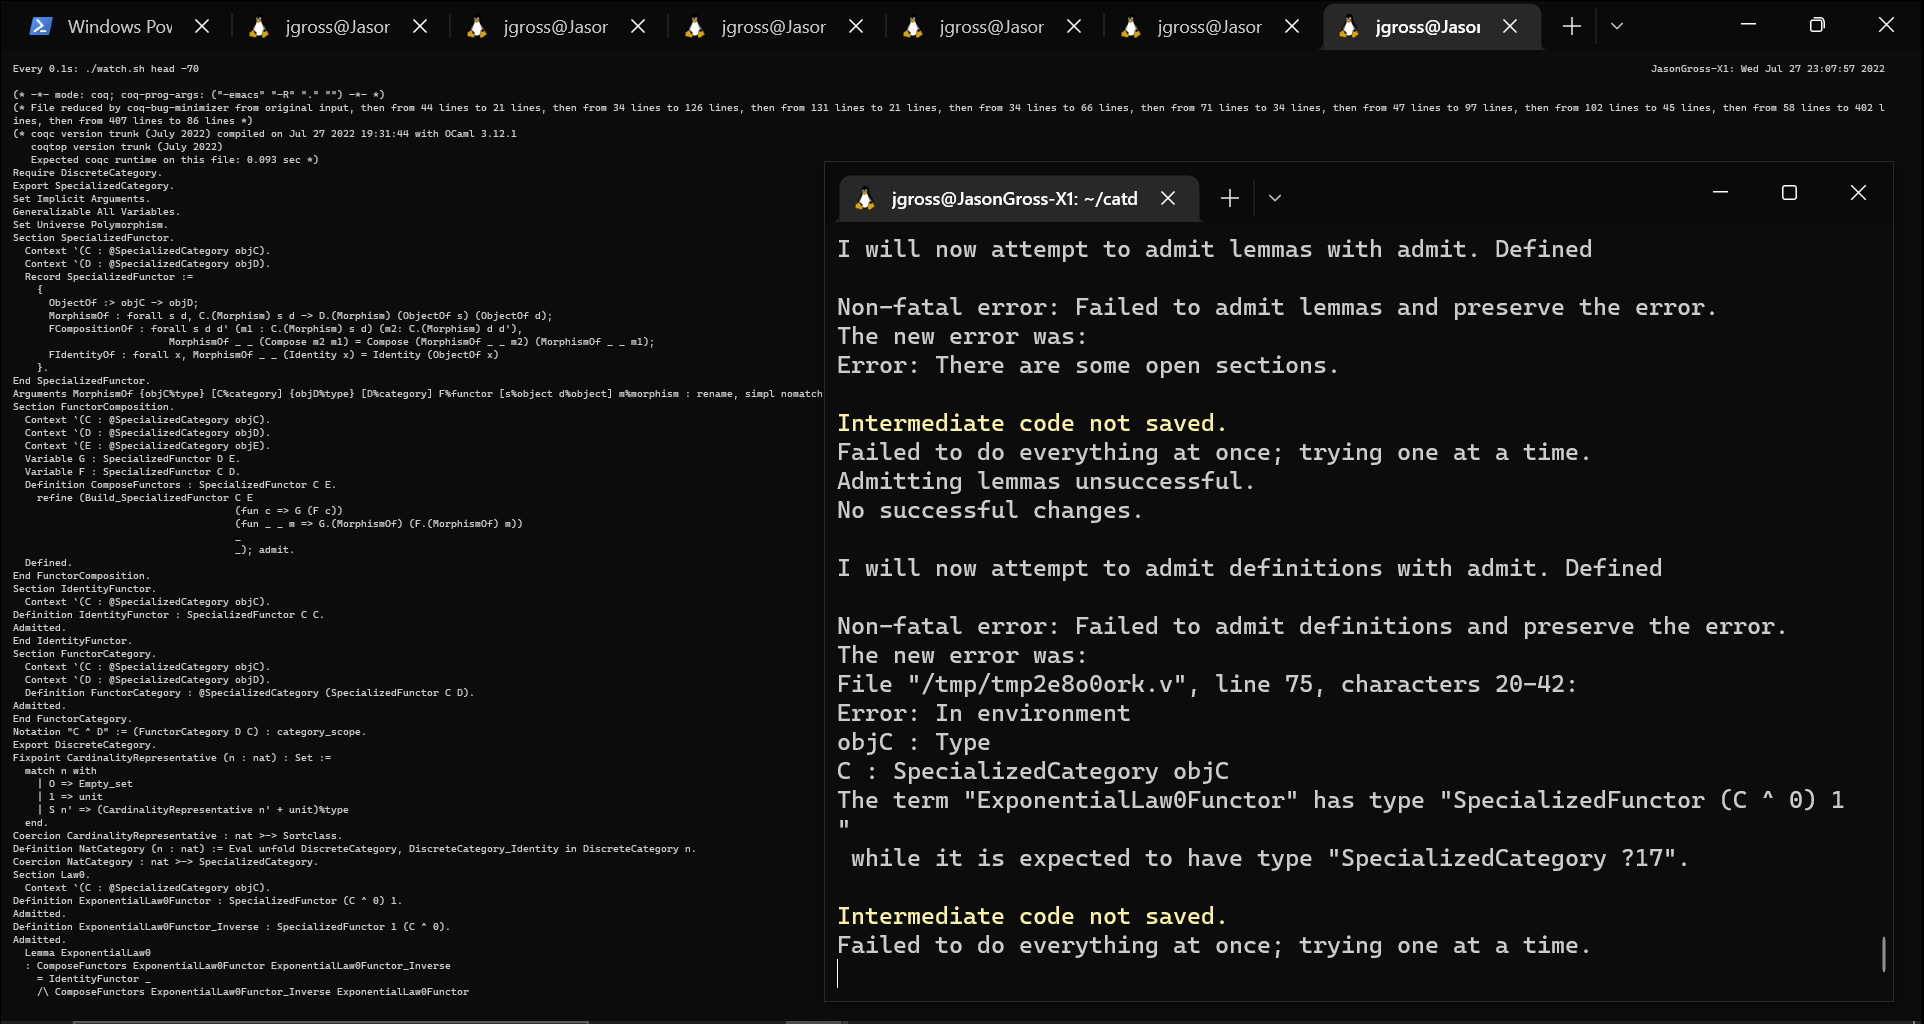 Windows Pow
jgross@Jasor
jgross@Jasor
jgross@Jasor
jgross@Jasor
jgross@Jasor
jgross@Jasor
Every 0.1s: ./watch.sh head -70
JasonGross-X1: Wed Jul 27 23:07:57 2022
(* -*- mode: coq; coq-prog-args: ("-emacs" "-R" "." "") -*- *)
(* File reduced by coq-bug-minimizer from original input, then from 44 lines to 21 lines, then from 34 lines to 126 lines, then from 131 lines to 21 lines, then from 34 lines to 66 lines, then from 71 lines to 34 lines, then from 47 lines to 97 lines, then from 102 lines to 45 lines, then from 58 lines to 402 l
ines, then from 407 lines to 86 lines *)
(* coqc version trunk (July 2022) compiled on Jul 27 2022 19:31:44 with OCaml 3.12.1
   coqtop version trunk (July 2022)
   Expected coqc runtime on this file: 0.093 sec *)
Require DiscreteCategory.
Export SpecializedCategory.
Set Implicit Arguments.
Generalizable All Variables.
Set Universe Polymorphism.
Section SpecializedFunctor.
  Context `(C : @SpecializedCategory objC).
  Context `(D : @SpecializedCategory objD).
  Record SpecializedFunctor :=
    {
      ObjectOf :> objC -> objD;
      MorphismOf : forall s d, C.(Morphism) s d -> D.(Morphism) (ObjectOf s) (ObjectOf d);
      FCompositionOf : forall s d d' (m1 : C.(Morphism) s d) (m2: C.(Morphism) d d'),
                          MorphismOf _ _ (Compose m2 m1) = Compose (MorphismOf _ _ m2) (MorphismOf _ _ m1);
      FIdentityOf : forall x, MorphismOf _ _ (Identity x) = Identity (ObjectOf x)
    }.
End SpecializedFunctor.
Arguments MorphismOf {objC%type} [C%category] {objD%type} [D%category] F%functor [s%object d%object] m%morphism : rename, simpl nomatch
Section FunctorComposition.
  Context `(C : @SpecializedCategory objC).
  Context `(D : @SpecializedCategory objD).
  Context `(E : @SpecializedCategory objE).
  Variable G : SpecializedFunctor D E.
  Variable F : SpecializedFunctor C D.
  Definition ComposeFunctors : SpecializedFunctor C E.
    refine (Build_SpecializedFunctor C E
                                     (fun c => G (F c))
                                     (fun _ _ m => G.(MorphismOf) (F.(MorphismOf) m))
                                     _
                                     _); admit.
  Defined.
End FunctorComposition.
Section IdentityFunctor.
  Context `(C : @SpecializedCategory objC).
Definition IdentityFunctor : SpecializedFunctor C C.
Admitted.
End IdentityFunctor.
Section FunctorCategory.
  Context `(C : @SpecializedCategory objC).
  Context `(D : @SpecializedCategory objD).
  Definition FunctorCategory : @SpecializedCategory (SpecializedFunctor C D).
Admitted.
End FunctorCategory.
Notation "C ^ D" := (FunctorCategory D C) : category_scope.
Export DiscreteCategory.
Fixpoint CardinalityRepresentative (n : nat) : Set :=
  match n with
    | O => Empty_set
    | 1 => unit
    | S n' => (CardinalityRepresentative n' + unit)%type
  end.
Coercion CardinalityRepresentative : nat >-> Sortclass.
Definition NatCategory (n : nat) := Eval unfold DiscreteCategory, DiscreteCategory_Identity in DiscreteCategory n.
Coercion NatCategory : nat >-> SpecializedCategory.
Section Law0.
  Context `(C : @SpecializedCategory objC).
Definition ExponentialLaw0Functor : SpecializedFunctor (C ^ 0) 1.
Admitted.
Definition ExponentialLaw0Functor_Inverse : SpecializedFunctor 1 (C ^ 0).
Admitted.
  Lemma ExponentialLaw0
  : ComposeFunctors ExponentialLaw0Functor ExponentialLaw0Functor_Inverse
    = IdentityFunctor _
    /\ ComposeFunctors ExponentialLaw0Functor_Inverse ExponentialLaw0Functor
jgross@JasonGross-X1: ~/catd
I will now attempt to admit lemmas with admit. Defined
Non-fatal error: Failed to admit lemmas and preserve the error.
The new error was:
Error: There are some open sections.
Intermediate code not saved.
Failed to do everything at once; trying one at a time.
Admitting lemmas unsuccessful.
No successful changes.
I will now attempt to admit definitions with admit. Defined
Non-fatal error: Failed to admit definitions and preserve the error.
The new error was:
File "/tmp/tmp2e8o0ork.v", line 75, characters 20-42:
Error: In environment
objC : Type
C : SpecializedCategory objC
The term "ExponentialLaw0Functor" has type "SpecializedFunctor (C ^ 0) 1
"
 while it is expected to have type "SpecializedCategory ?17".
Intermediate code not saved.
Failed to do everything at once; trying one at a time.